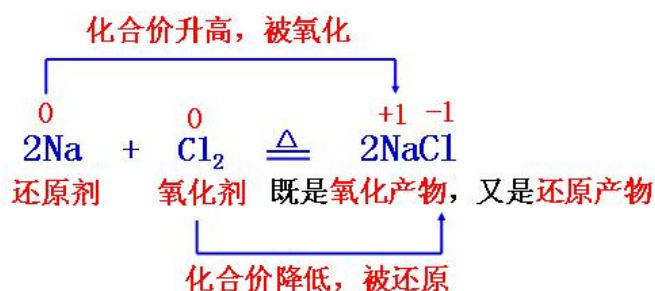 化合价升高，被氧化
0 0 +1 -1
2Na + Cl₂ △ 2NaCl
还原剂 氧化剂 既是氧化产物，又是还原产物
化合价降低，被还原